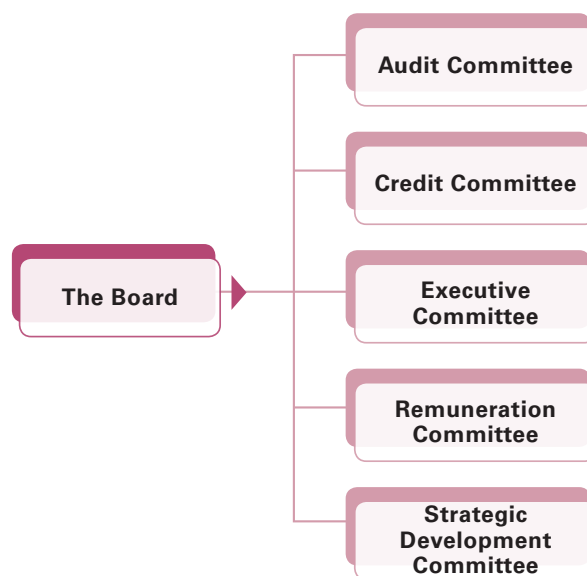 Audit Committee
Credit Committee
The Board
Executive
Committee
Remuneration
Committee
Strategic
Development
Committee